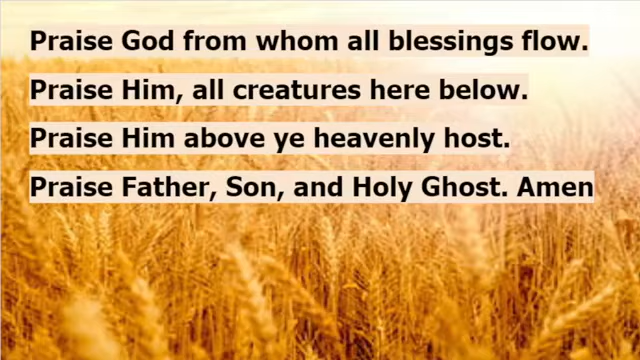 Praise God from whom all blessings flow.
Praise Him, all creatures here below.
Praise Him above ye heavenly host.
Praise Father, Son, and Holy Ghost. Amen